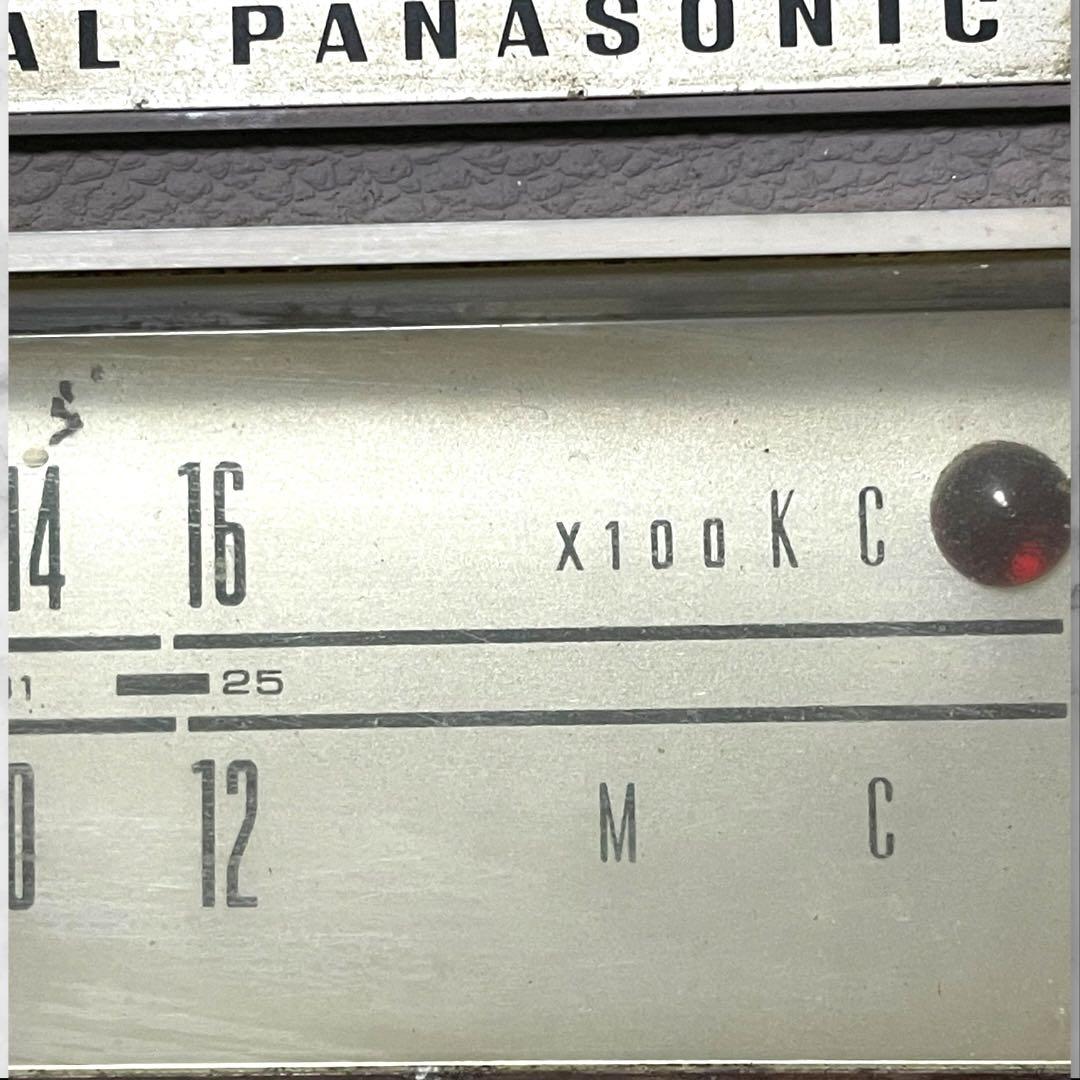 AL PANASONIC
14 16 X100 KC
25
12 MC